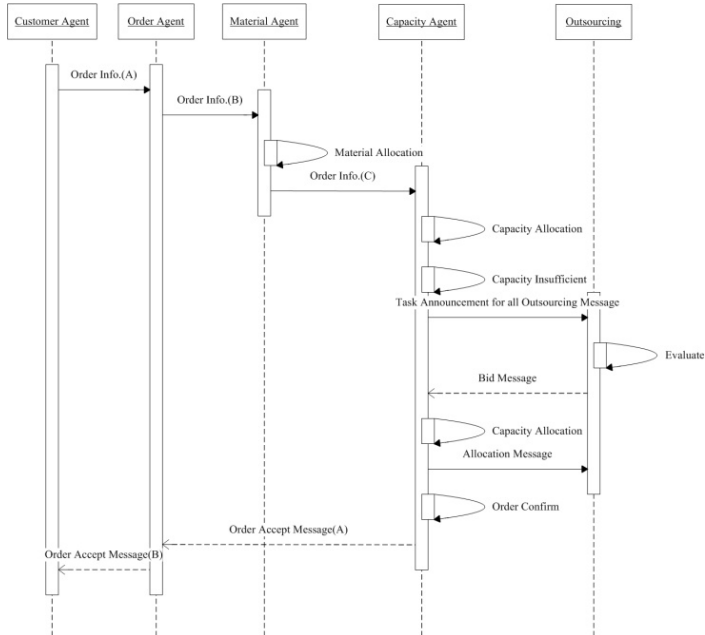 Customer Agent
Order Agent
Material Agent
Capacity Agent
Outsourcing
Order Info.(A)
Order Info.(B)
Material Allocation
Order Info.(C)
Capacity Allocation
Capacity Insufficient
Task Announcement for all Outsourcing Message
Evaluate
Bid Message
Capacity Allocation
Allocation Message
Order Confirm
Order Accept Message(A)
Order Accept Message(B)